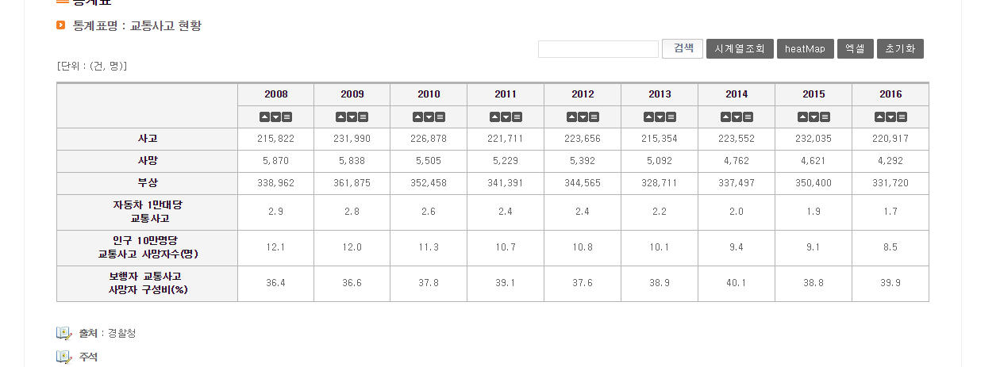 통계표
통계표명 : 교통사고 현황
검색 시계열조회 heatMap 엑셀 초기화
[단위 : (건, 명)]
2008 2009 2010 2011 2012 2013 2014 2015 2016
사고 215,822 231,990 226,878 221,711 223,656 215,354 223,552 232,035 220,917
사망 5,870 5,838 5,505 5,229 5,392 5,092 4,762 4,621 4,292
부상 338,962 361,875 352,458 341,391 344,565 328,711 337,497 350,400 331,720
자동차 1만대당
교통사고 2.9 2.8 2.6 2.4 2.4 2.2 2.0 1.9 1.7
인구 10만명당
교통사고 사망자수(명) 12.1 12.0 11.3 10.7 10.8 10.1 9.4 9.1 8.5
보행자 교통사고
사망자 구성비(%) 36.4 36.6 37.8 39.1 37.6 38.9 40.1 38.8 39.9
출처 : 경찰청
주석